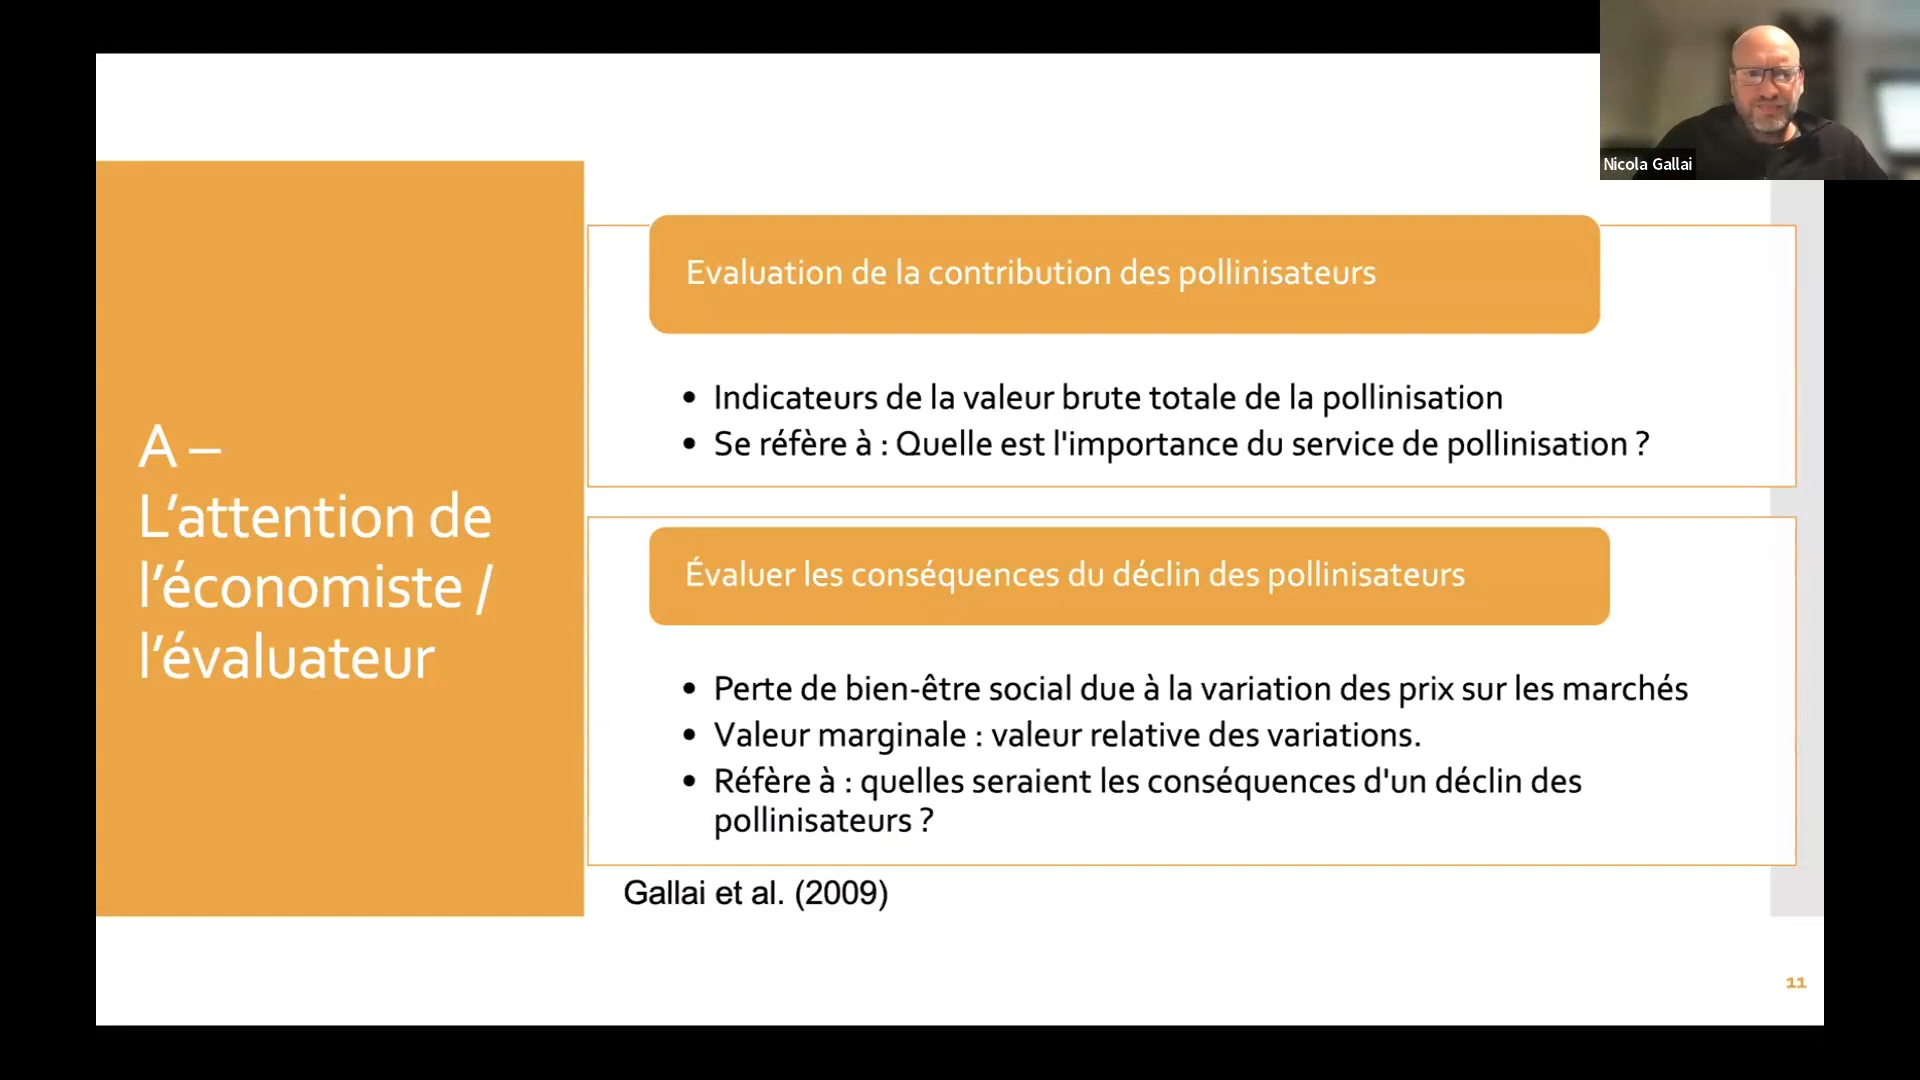 Nicola Gallai
A –
L’attention de
l’économiste /
l’évaluateur
Evaluation de la contribution des pollinisateurs
• Indicateurs de la valeur brute totale de la pollinisation
• Se réfère à : Quelle est l'importance du service de pollinisation ?
Évaluer les conséquences du déclin des pollinisateurs
• Perte de bien-être social due à la variation des prix sur les marchés
• Valeur marginale : valeur relative des variations.
• Réfère à : quelles seraient les conséquences d'un déclin des
pollinisateurs ?
Gallai et al. (2009)
11